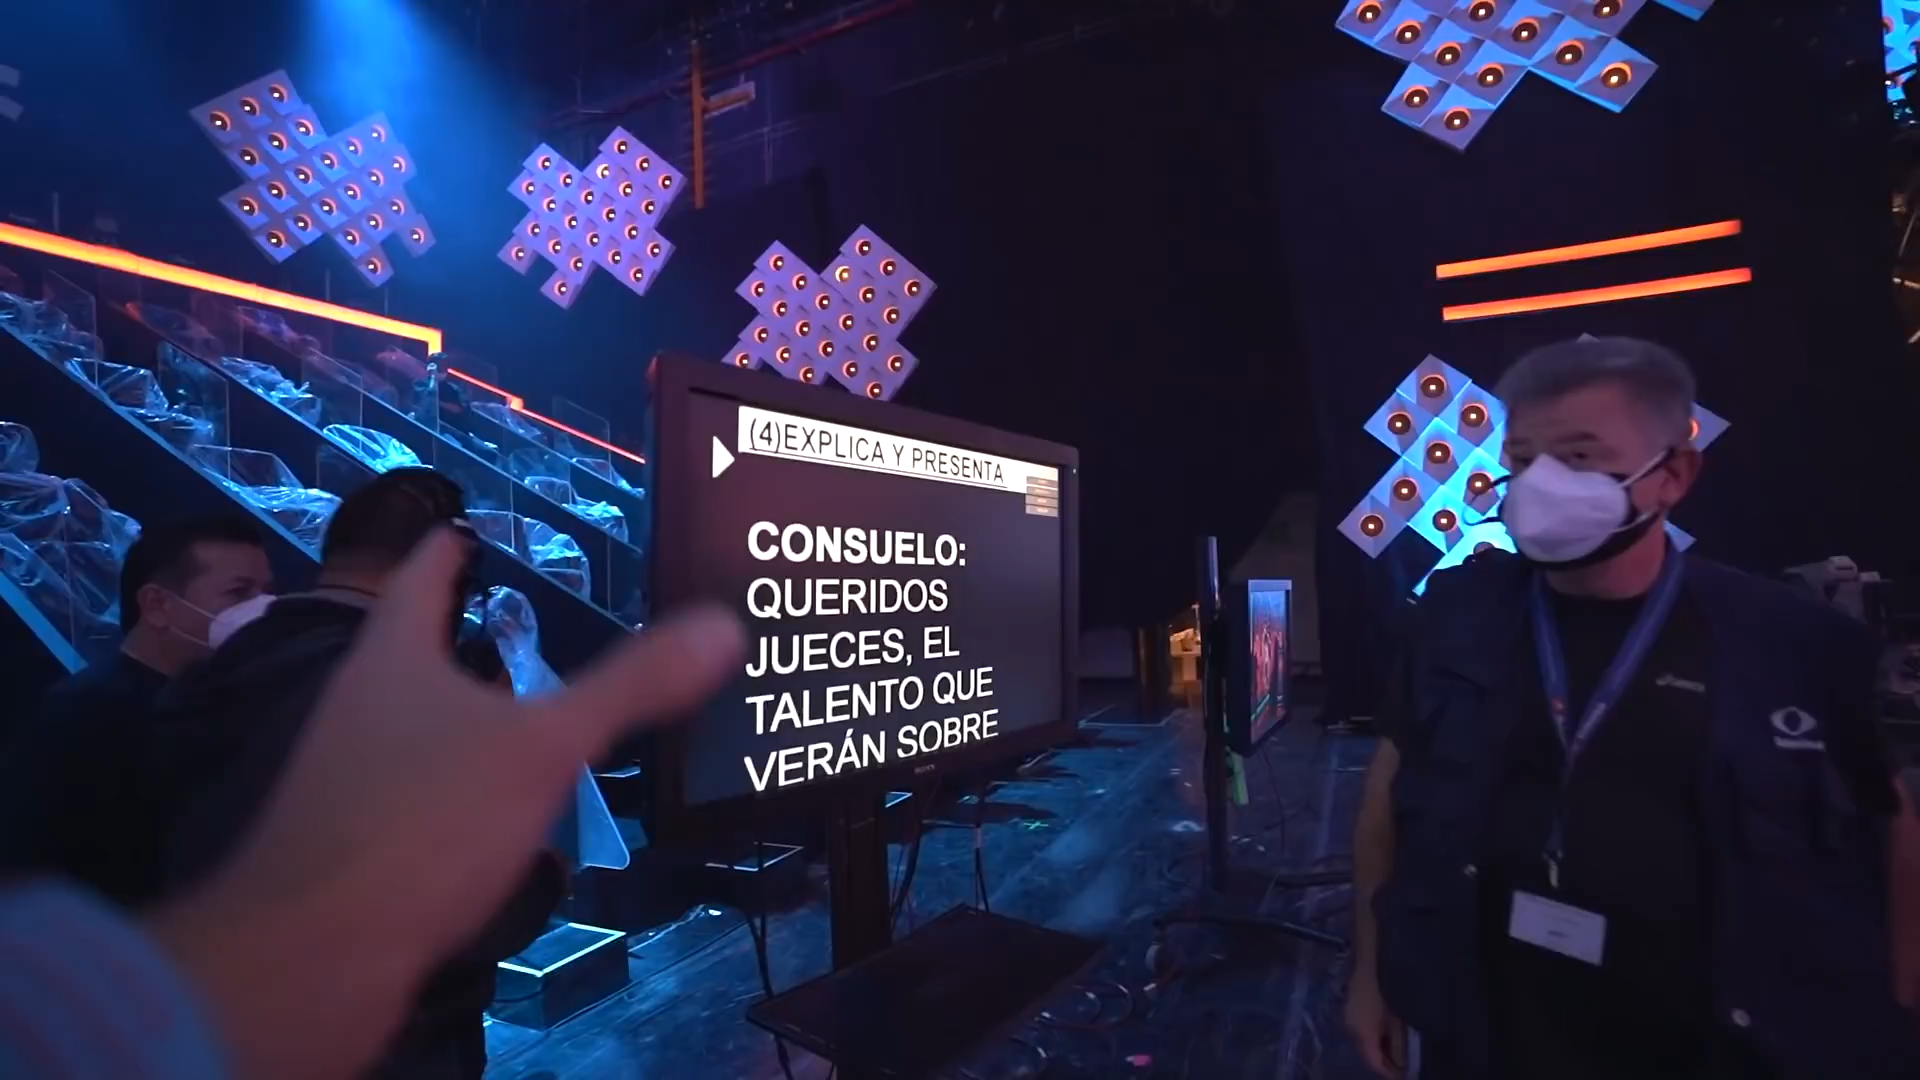 (4)EXPLICA Y PRESENTA
CONSUELO:
QUERIDOS
JUECES, EL
TALENTO QUE
VERÁN SOBRE